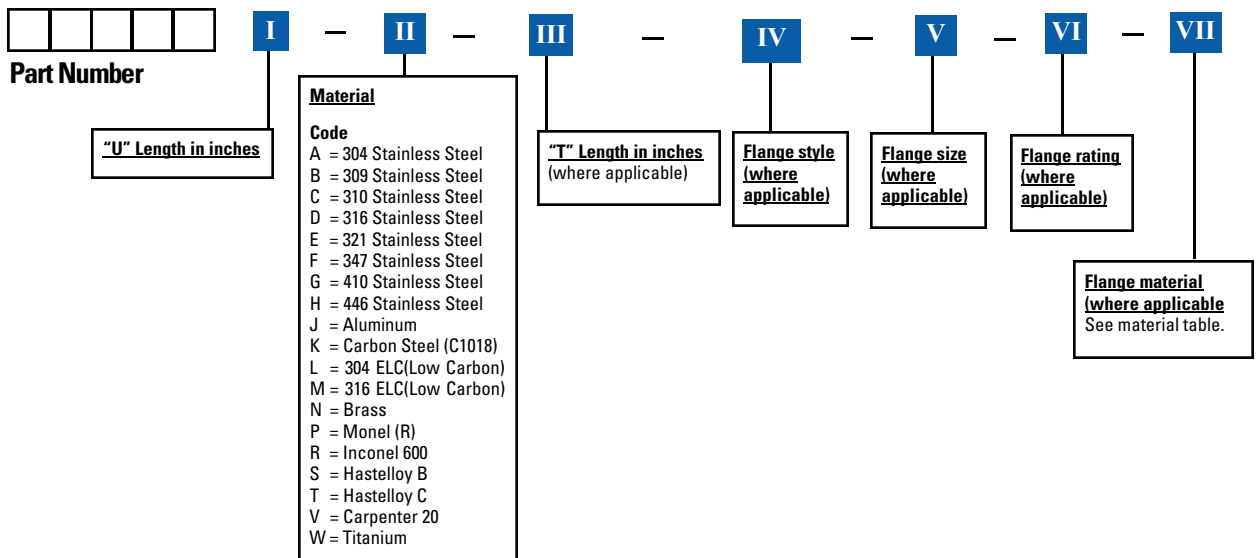 I – II – III – IV – V – VI – VII
Part Number
"U" Length in inches
Material
Code
A = 304 Stainless Steel
B = 309 Stainless Steel
C = 310 Stainless Steel
D = 316 Stainless Steel
E = 321 Stainless Steel
F = 347 Stainless Steel
G = 410 Stainless Steel
H = 446 Stainless Steel
J = Aluminum
K = Carbon Steel (C1018)
L = 304 ELC(Low Carbon)
M = 316 ELC(Low Carbon)
N = Brass
P = Monel (R)
R = Inconel 600
S = Hastelloy B
T = Hastelloy C
V = Carpenter 20
W = Titanium
"T" Length in inches
(where applicable)
Flange style
(where
applicable)
Flange size
(where
applicable)
Flange rating
(where
applicable)
Flange material
(where applicable
See material table.